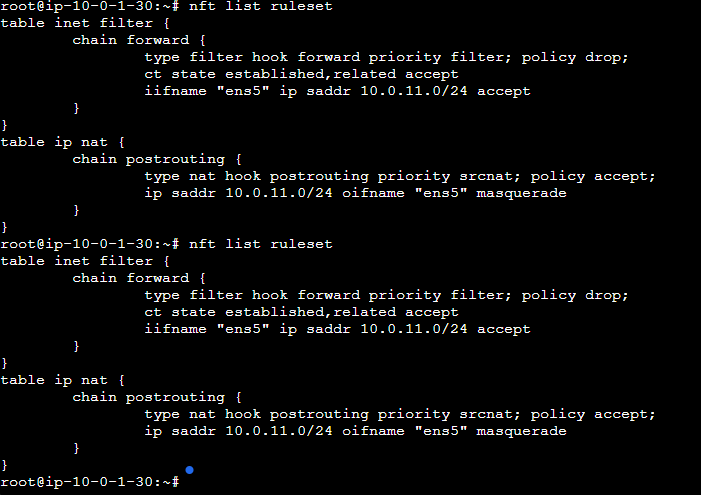 root@ip-10-0-1-30:~# nft list ruleset
table inet filter {
        chain forward {
                type filter hook forward priority filter; policy drop;
                ct state established,related accept
                iifname "ens5" ip saddr 10.0.11.0/24 accept
        }
}
table ip nat {
        chain postrouting {
                type nat hook postrouting priority srcnat; policy accept;
                ip saddr 10.0.11.0/24 oifname "ens5" masquerade
        }
}
root@ip-10-0-1-30:~# nft list ruleset
table inet filter {
        chain forward {
                type filter hook forward priority filter; policy drop;
                ct state established,related accept
                iifname "ens5" ip saddr 10.0.11.0/24 accept
        }
}
table ip nat {
        chain postrouting {
                type nat hook postrouting priority srcnat; policy accept;
                ip saddr 10.0.11.0/24 oifname "ens5" masquerade
        }
}
root@ip-10-0-1-30:~#